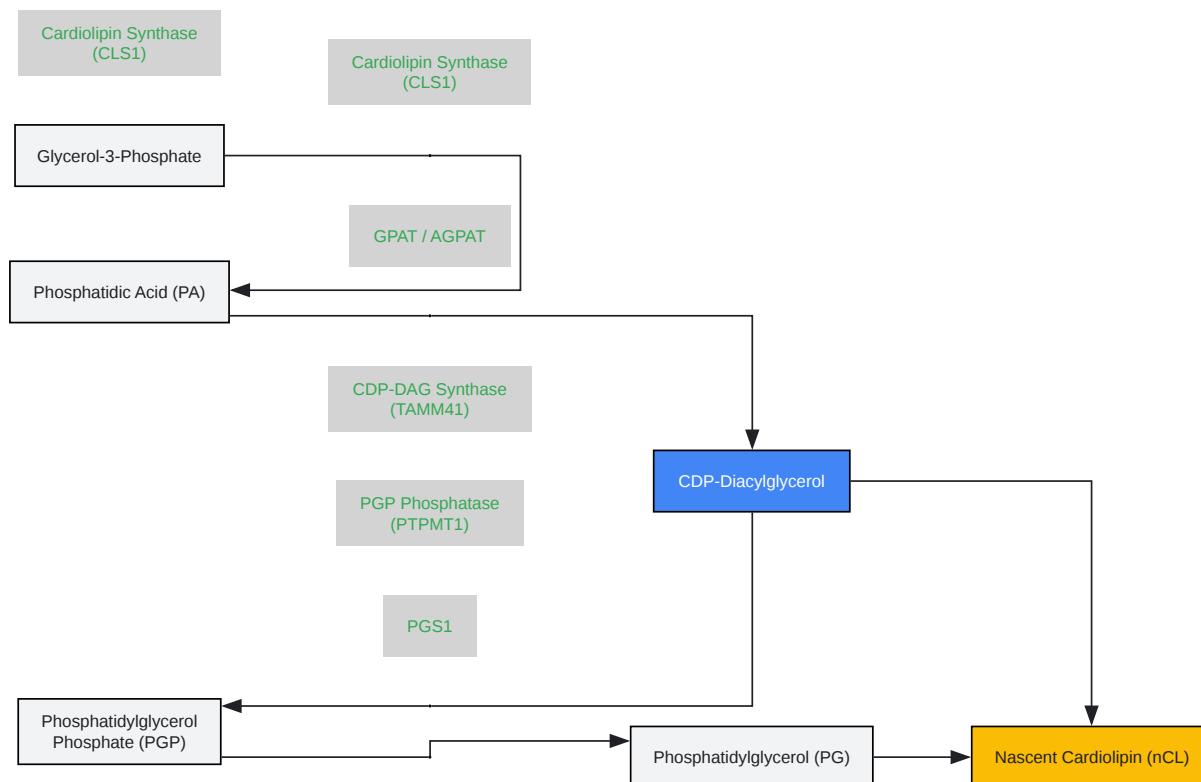 Cardiolipin Synthase
(CLS1)
Cardiolipin Synthase
(CLS1)
Glycerol-3-Phosphate
GPAT / AGPAT
Phosphatidic Acid (PA)
CDP-DAG Synthase
(TAMM41)
CDP-Diacylglycerol
PGP Phosphatase
(PTPMT1)
PGS1
Phosphatidylglycerol
Phosphate (PGP)
Phosphatidylglycerol (PG)
Nascent Cardiolipin (nCL)